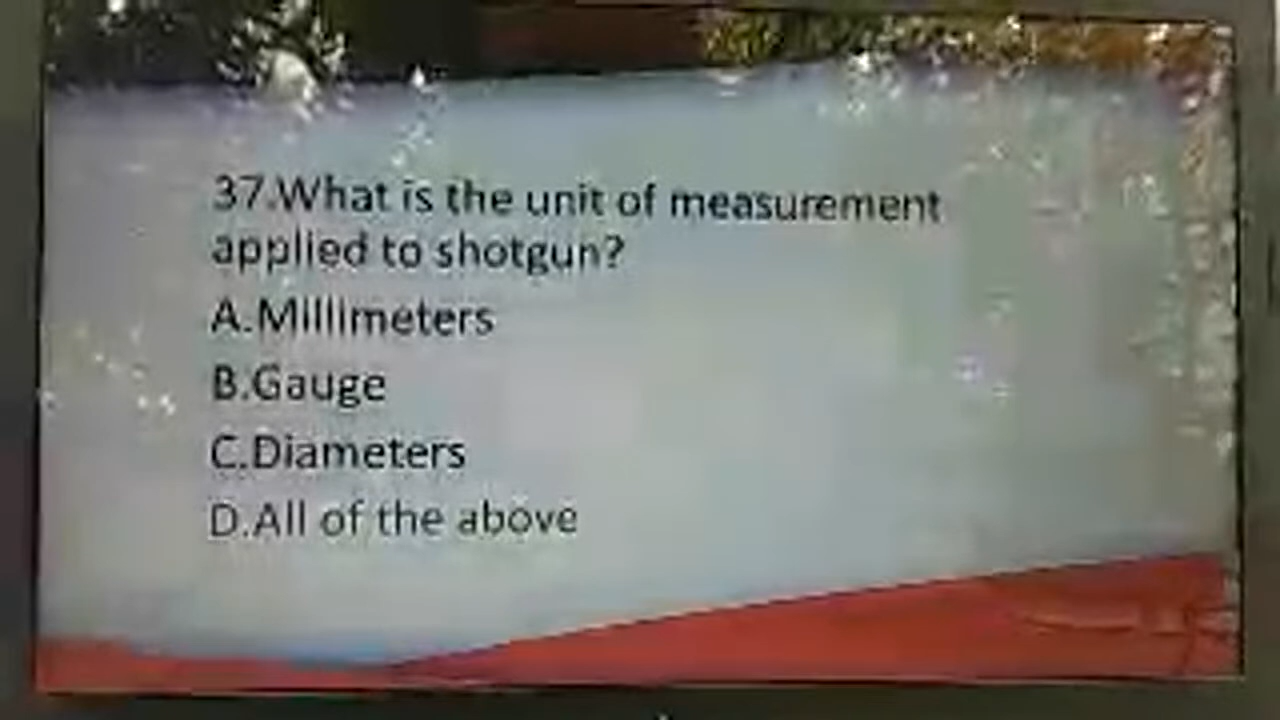 37.What is the unit of measurement
applied to shotgun?
A.Millimeters
B.Gauge
C.Diameters
D.All of the above